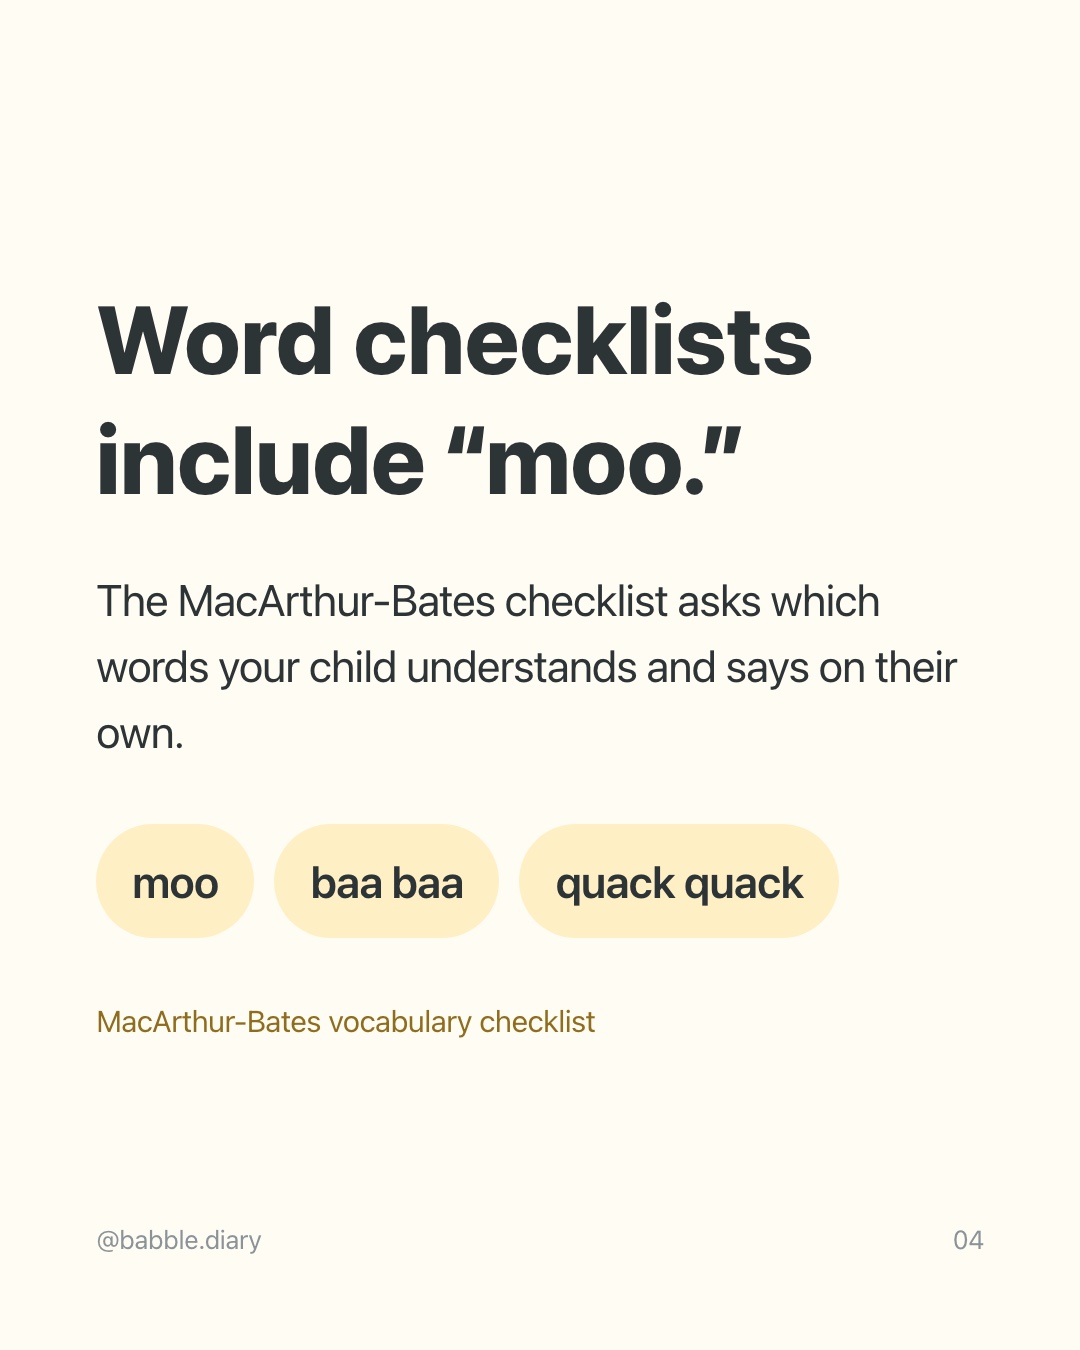 Word checklists
include “moo.”
The MacArthur-Bates checklist asks which
words your child understands and says on their
own.
moo baa baa quack quack
MacArthur-Bates vocabulary checklist
@babble.diary 04